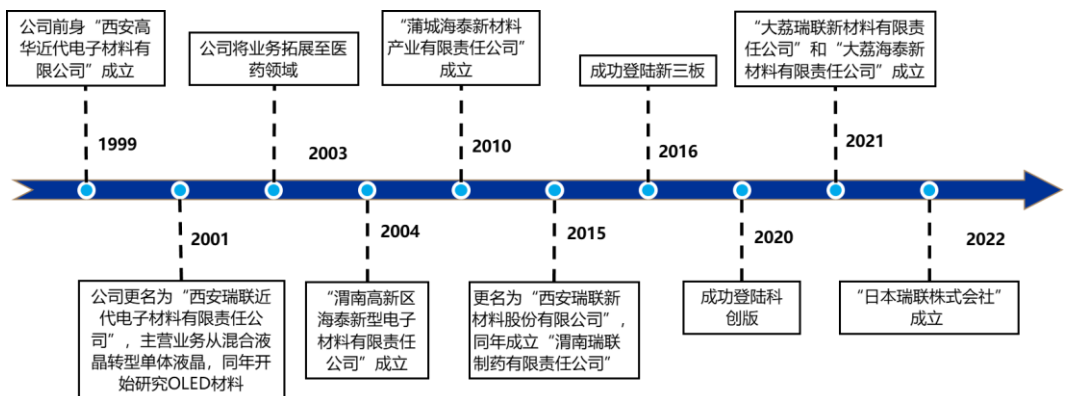 公司前身“西安高
华近代电子材料有
限公司”成立
1999
公司更名为“西安瑞联近
代电子材料有限责任公
司”，主营业务从混合液
晶转型单体液晶，同年开
始研究OLED材料
2001
公司将业务拓展至医
药领域
2003
“渭南高新区
海泰新型电子
材料有限责任
公司”成立
2004
“蒲城海泰新材料
产业有限责任公司”
成立
2010
更名为“西安瑞联新
材料股份有限公司”，
同年成立“渭南瑞联
制药有限责任公司”
2015
成功登陆新三板
2016
成功登陆科
创版
2020
“大荔瑞联新材料有限责
任公司”和“大荔海泰新
材料有限责任公司”成立
2021
“日本瑞联株式会社”
成立
2022